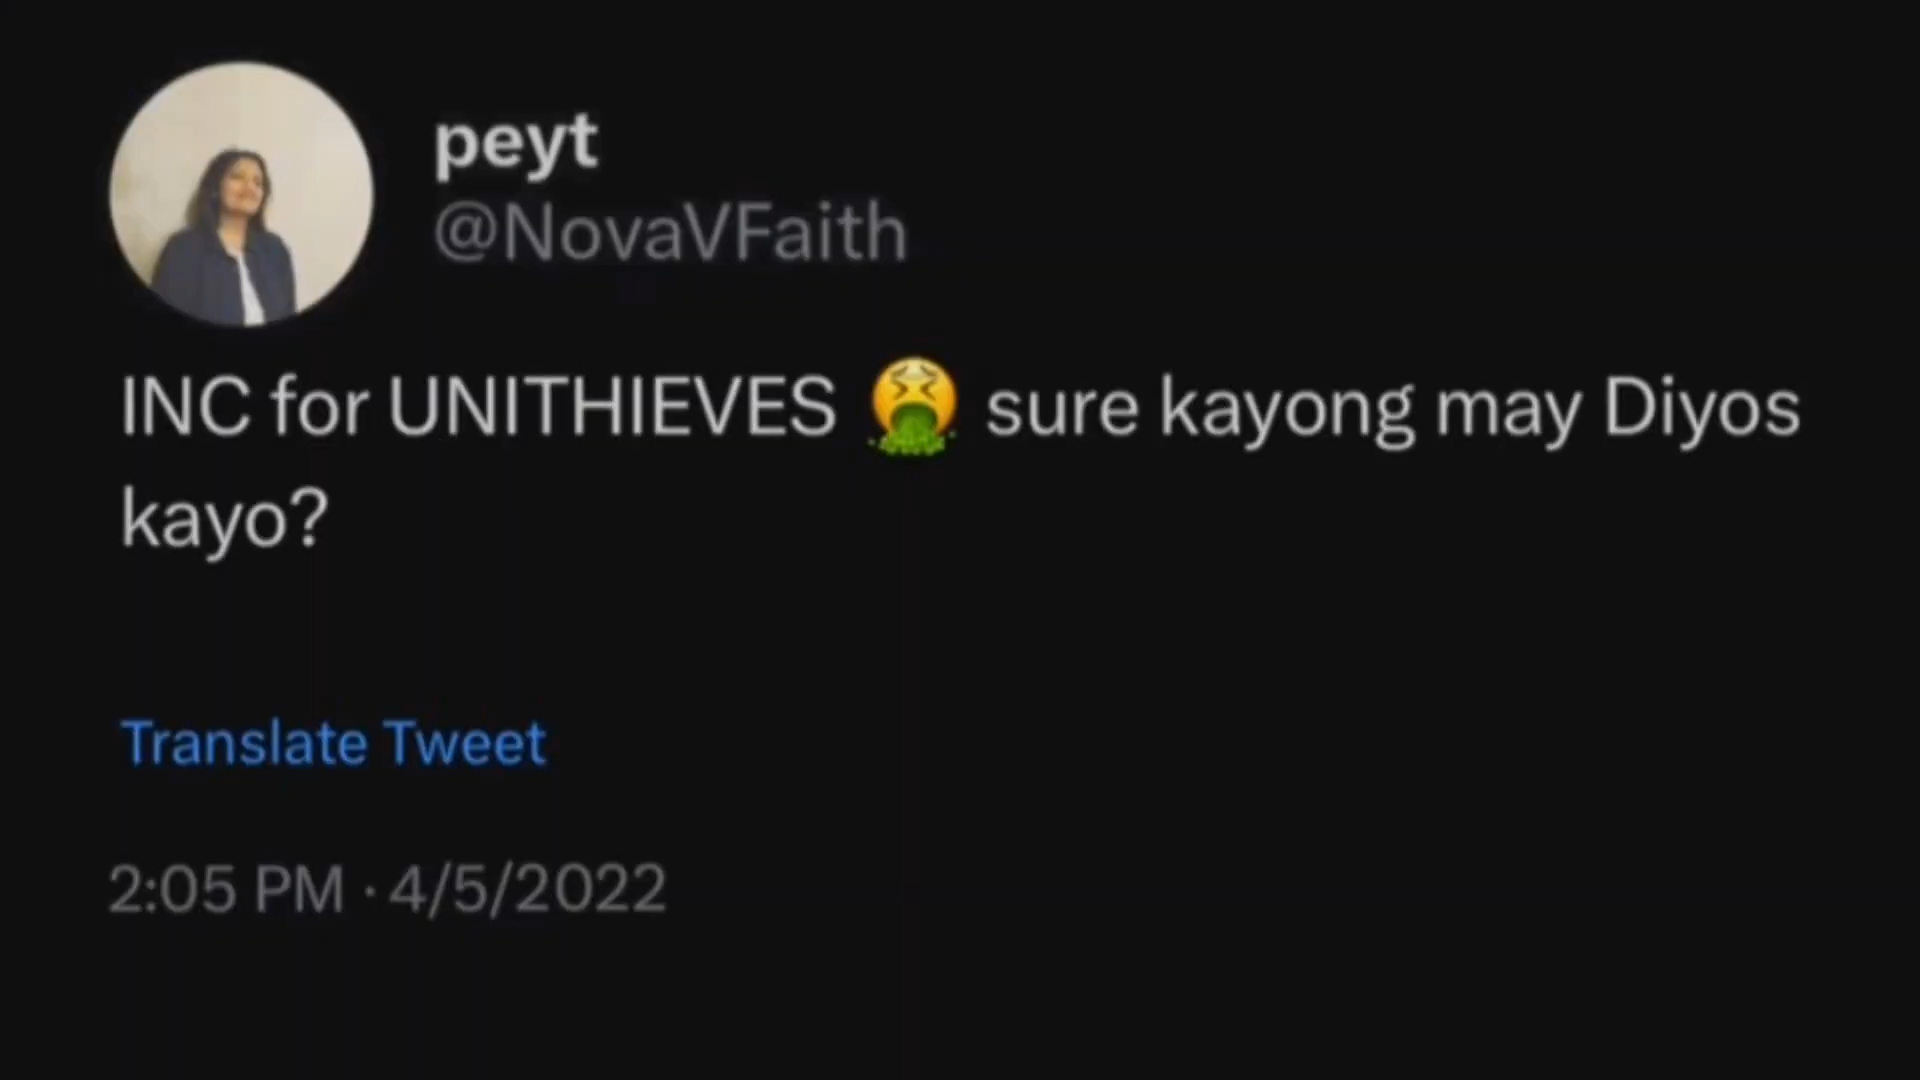 peyt
@NovaVFaith
INC for UNITHIEVES 🤮 sure kayong may Diyos
kayo?
Translate Tweet
2:05 PM · 4/5/2022